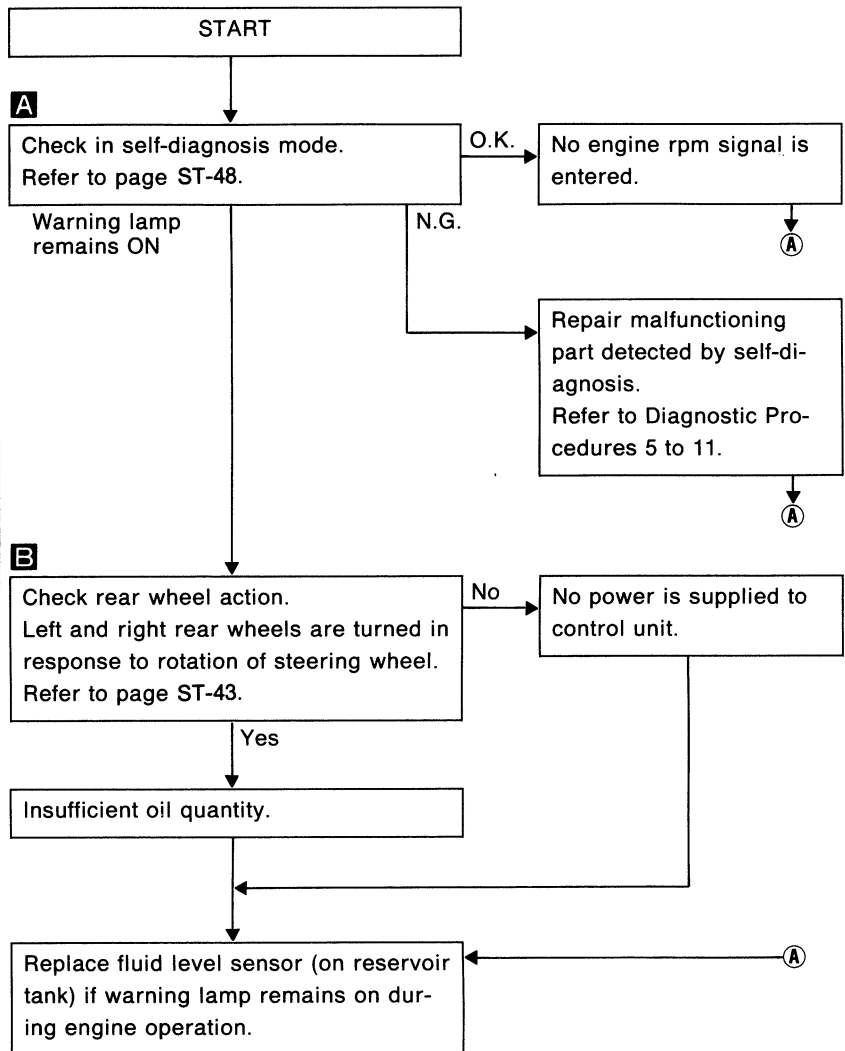 START
A
Check in self-diagnosis mode.
Refer to page ST-48.
O.K.
No engine rpm signal is
entered.
A
Warning lamp
remains ON
N.G.
Repair malfunctioning
part detected by self-di-
agnosis.
Refer to Diagnostic Pro-
cedures 5 to 11.
A
B
Check rear wheel action.
Left and right rear wheels are turned in
response to rotation of steering wheel.
Refer to page ST-43.
No
No power is supplied to
control unit.
Yes
Insufficient oil quantity.
Replace fluid level sensor (on reservoir
tank) if warning lamp remains on dur-
ing engine operation.
A